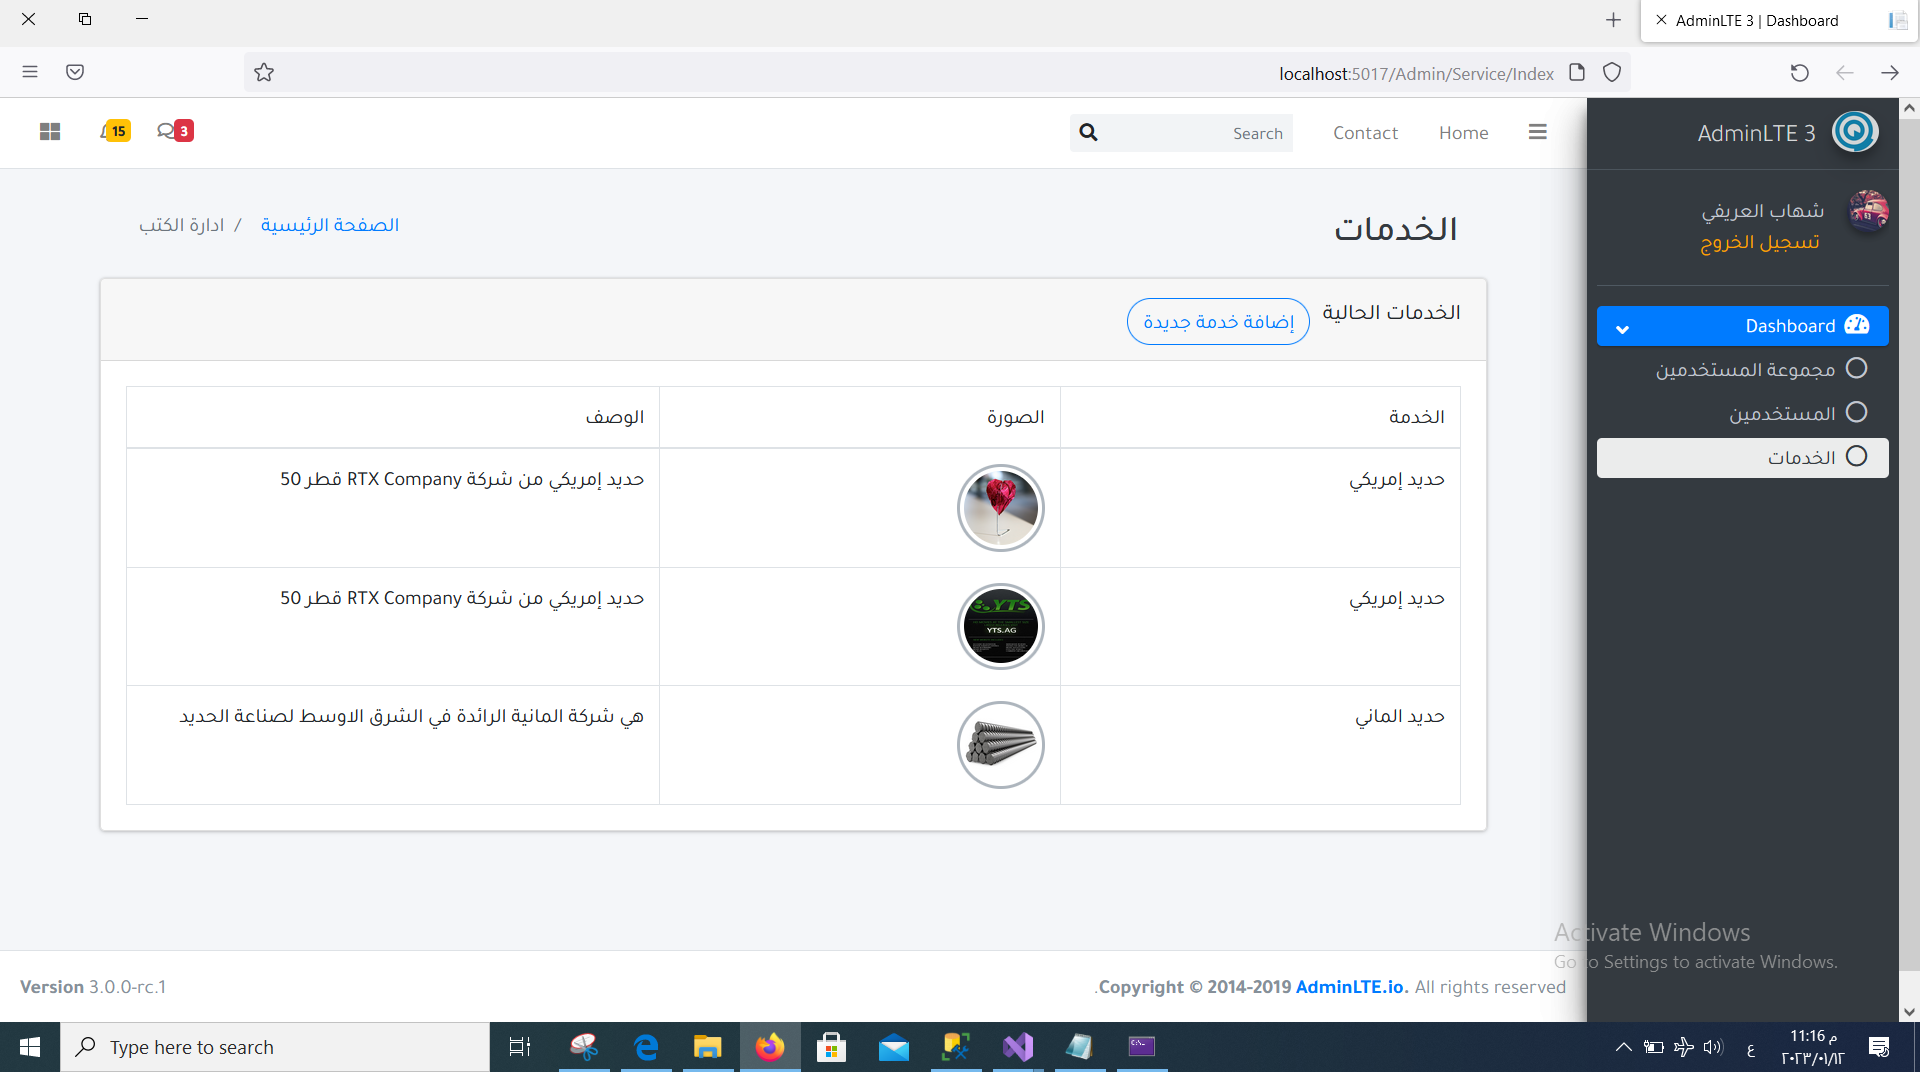 AdminLTE 3 | Dashboard
localhost:5017/Admin/Service/Index
AdminLTE 3
شهاب العريفي
تسجيل الخروج
Dashboard
مجموعة المستخدمين
المستخدمين
الخدمات
Home
Contact
Search
3
15
الخدمات
الصفحة الرئيسية / ادارة الكتب
الخدمات الحالية
إضافة خدمة جديدة
الخدمة الصورة الوصف
حديد إمريكي حديد إمريكي من شركة RTX Company قطر 50
حديد إمريكي YTS YTS.AG حديد إمريكي من شركة RTX Company قطر 50
حديد الماني هي شركة المانية الرائدة في الشرق الاوسط لصناعة الحديد
Activate Windows
Go to Settings to activate Windows.
.Copyright © 2014-2019 AdminLTE.io. All rights reserved
Version 3.0.0-rc.1
Type here to search
ع
11:16 م
٢٠٢٣/٠١/١٢